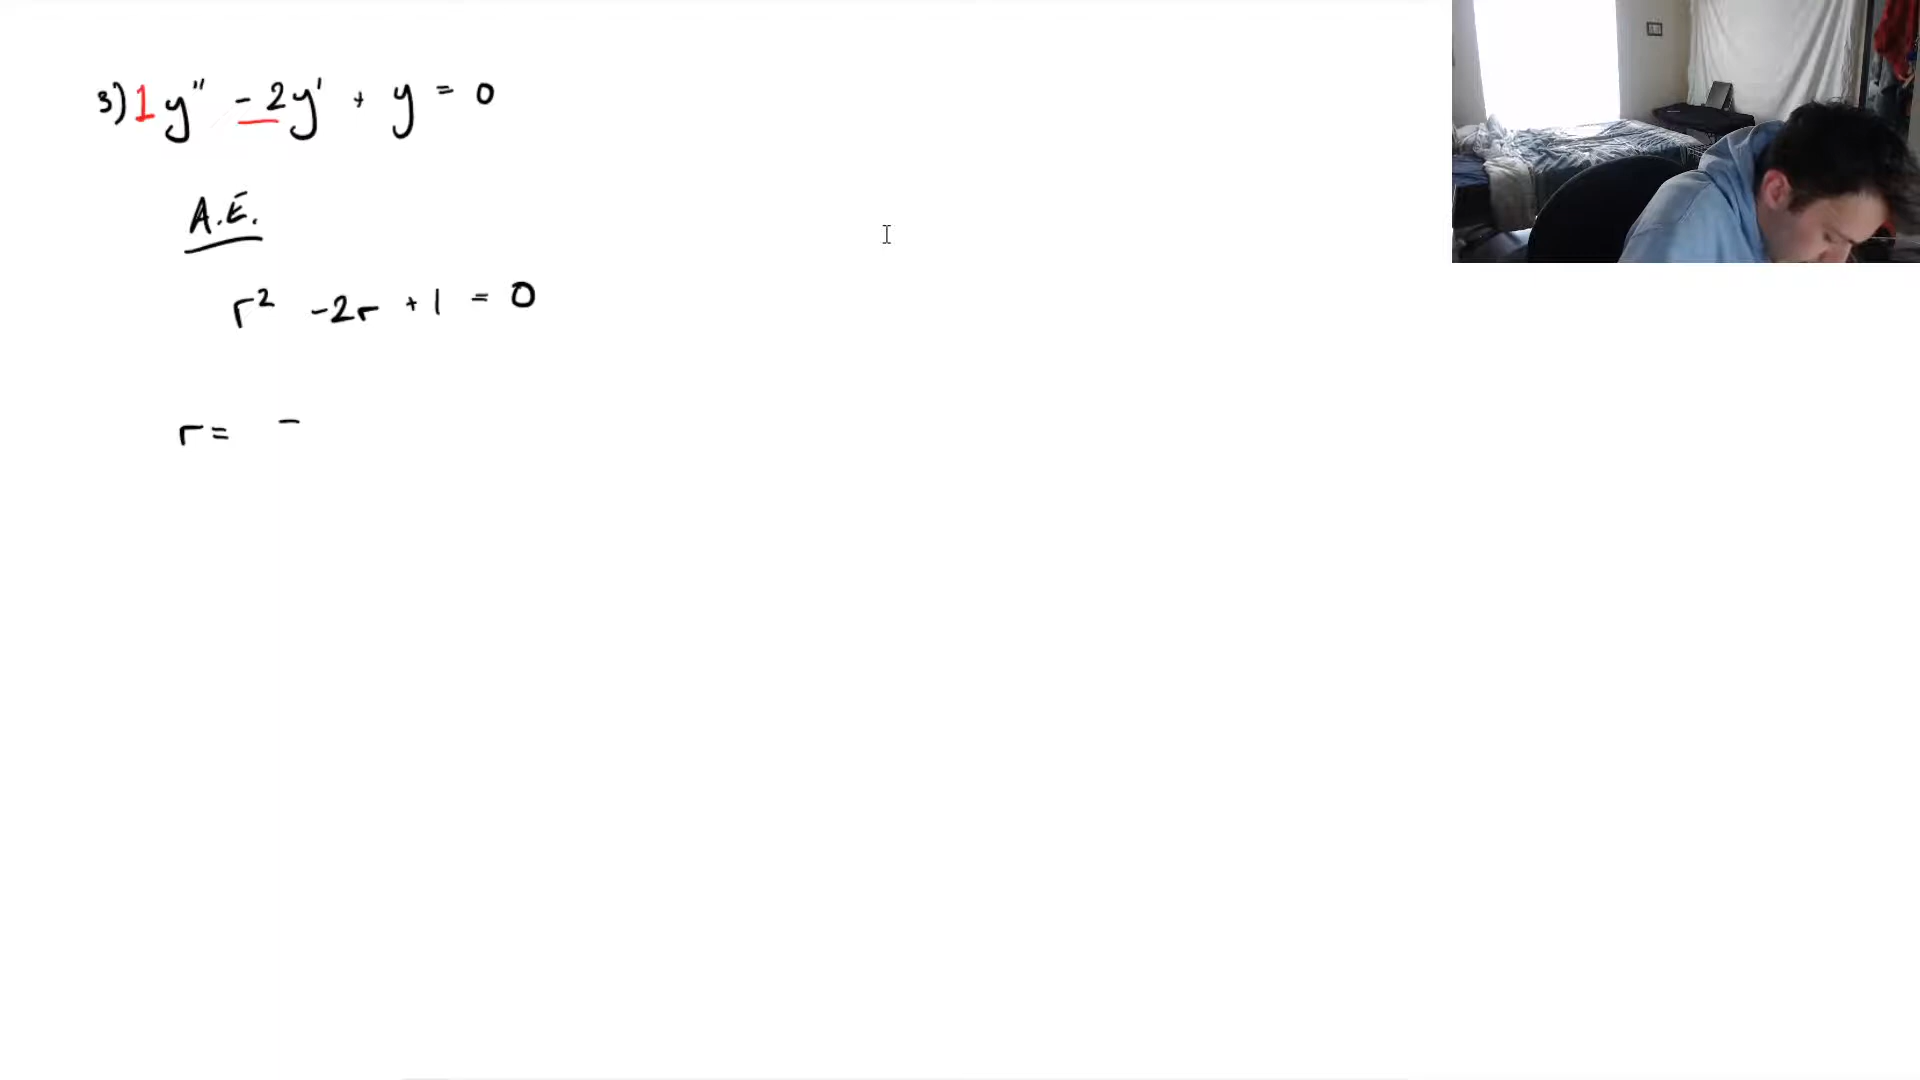 3) 1y" - 2y' + y = 0
A.E.
r² - 2r + 1 = 0
r = -